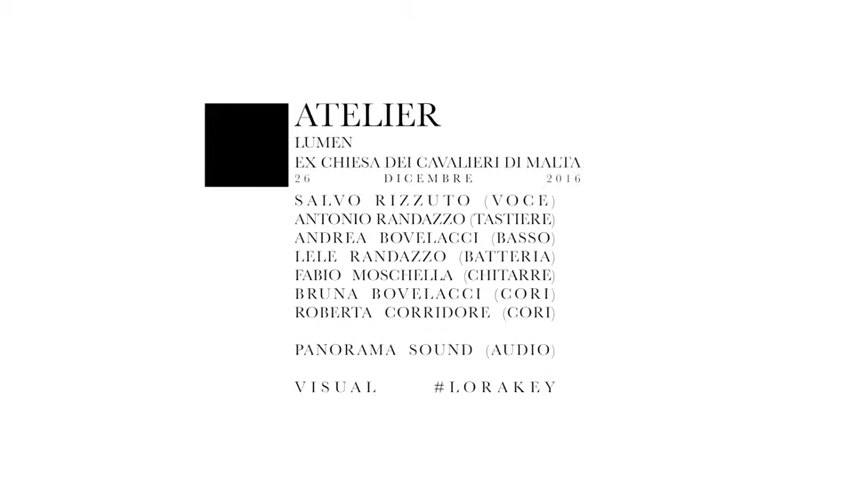 ATELIER
LUMEN
EX CHIESA DEI CAVALIERI DI MALTA
26 DICEMBRE 2016
SALVO RIZZUTO (VOCE)
ANTONIO RANDAZZO (TASTIERE)
ANDREA BOVELACCI (BASSO)
LELE RANDAZZO (BATTERIA)
FABIO MOSCHELLA (CHITARRE)
BRUNA BOVELACCI (CORI)
ROBERTA CORRIDORE (CORI)
PANORAMA SOUND (AUDIO)
VISUAL #LORAKEY